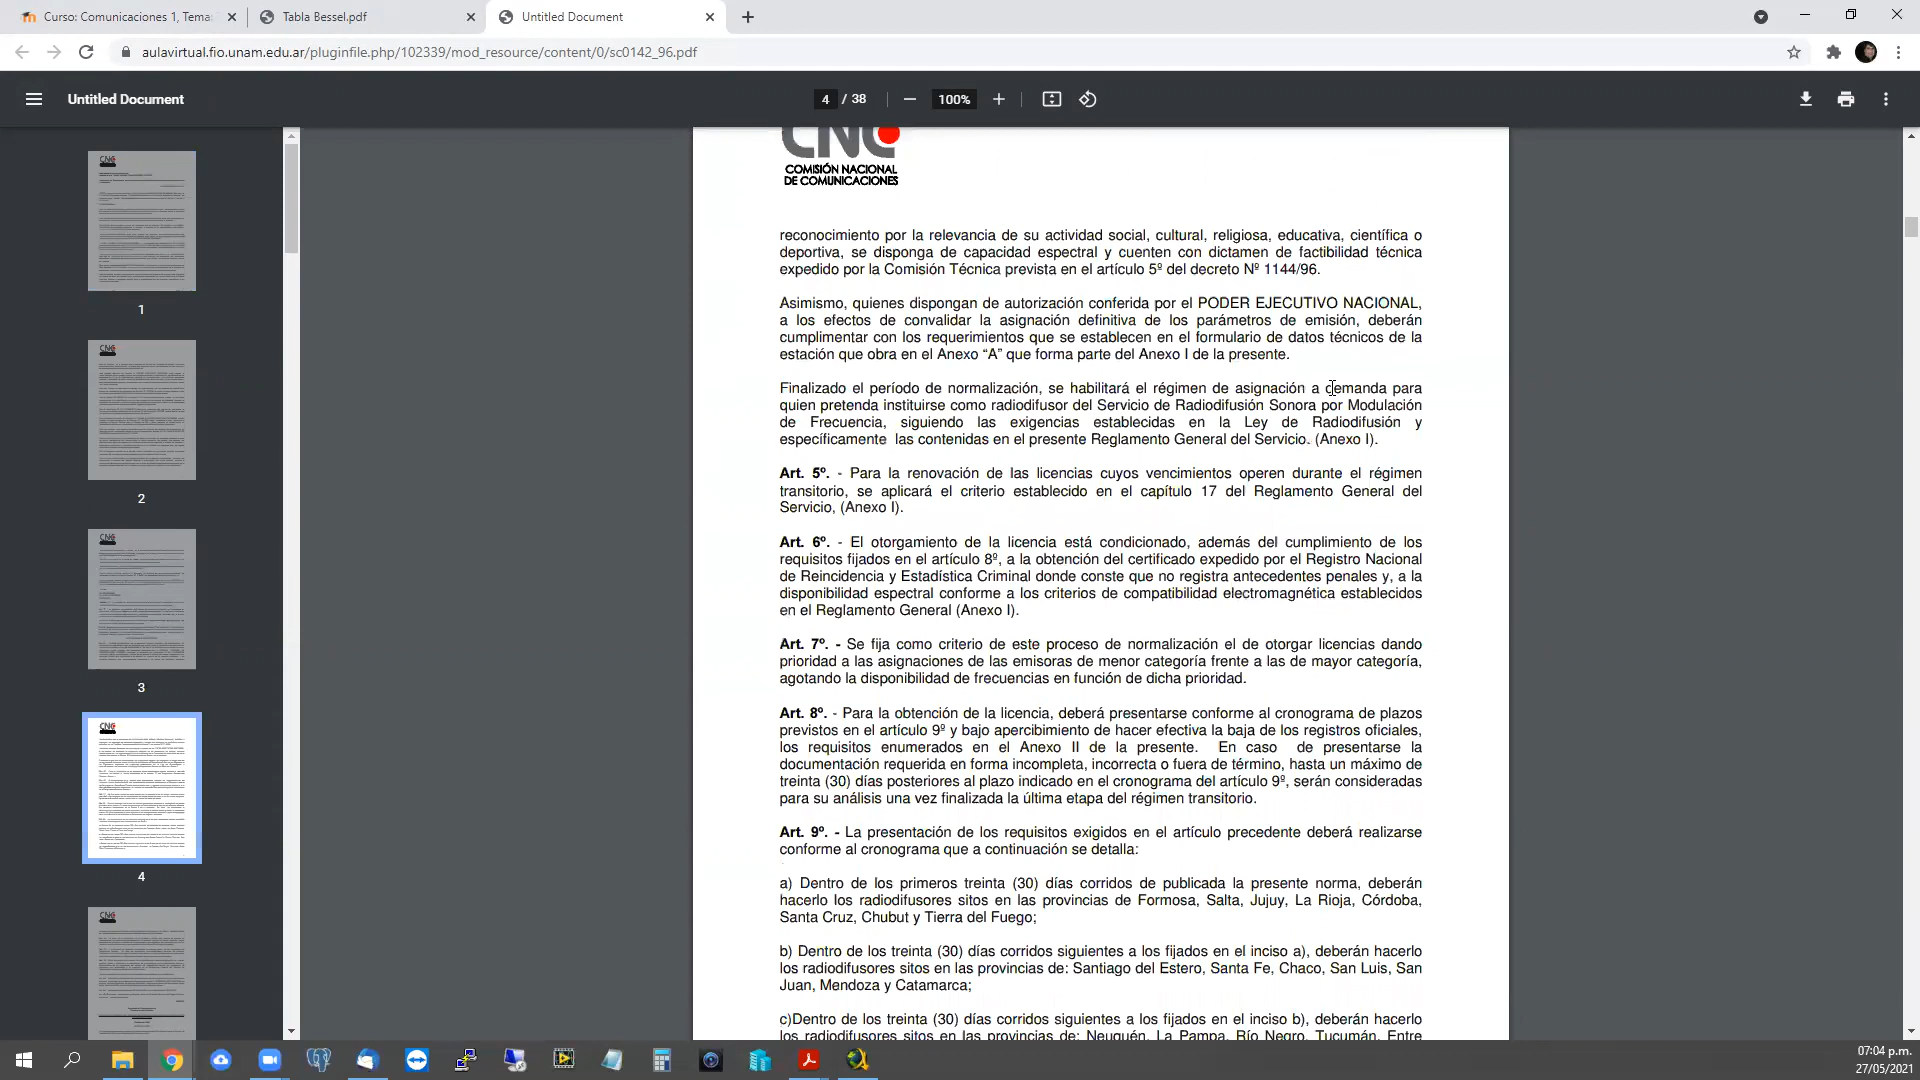 Curso: Comunicaciones 1, Tema:
Tabla Bessel.pdf
Untitled Document
aulavirtual.fio.unam.edu.ar/pluginfile.php/102339/mod_resource/content/0/sc0142_96.pdf
Untitled Document
4 / 38
100%
1
2
3
4
CNC
COMISIÓN NACIONAL
DE COMUNICACIONES
reconocimiento por la relevancia de su actividad social, cultural, religiosa, educativa, científica o
deportiva, se disponga de capacidad espectral y cuenten con dictamen de factibilidad técnica
expedido por la Comisión Técnica prevista en el artículo 5º del decreto Nº 1144/96.
Asimismo, quienes dispongan de autorización conferida por el PODER EJECUTIVO NACIONAL,
a los efectos de convalidar la asignación definitiva de los parámetros de emisión, deberán
cumplimentar con los requerimientos que se establecen en el formulario de datos técnicos de la
estación que obra en el Anexo “A” que forma parte del Anexo I de la presente.
Finalizado el período de normalización, se habilitará el régimen de asignación a demanda para
quien pretenda instituirse como radiodifusor del Servicio de Radiodifusión Sonora por Modulación
de Frecuencia, siguiendo las exigencias establecidas en la Ley de Radiodifusión y
específicamente las contenidas en el presente Reglamento General del Servicio. (Anexo I).
Art. 5º. - Para la renovación de las licencias cuyos vencimientos operen durante el régimen
transitorio, se aplicará el criterio establecido en el capítulo 17 del Reglamento General del
Servicio, (Anexo I).
Art. 6º. - El otorgamiento de la licencia está condicionado, además del cumplimiento de los
requisitos fijados en el artículo 8º, a la obtención del certificado expedido por el Registro Nacional
de Reincidencia y Estadística Criminal donde conste que no registra antecedentes penales y, a la
disponibilidad espectral conforme a los criterios de compatibilidad electromagnética establecidos
en el Reglamento General (Anexo I).
Art. 7º. - Se fija como criterio de este proceso de normalización el de otorgar licencias dando
prioridad a las asignaciones de las emisoras de menor categoría frente a las de mayor categoría,
agotando la disponibilidad de frecuencias en función de dicha prioridad.
Art. 8º. - Para la obtención de la licencia, deberá presentarse conforme al cronograma de plazos
previstos en el artículo 9º y bajo apercibimiento de hacer efectiva la baja de los registros oficiales,
los requisitos enumerados en el Anexo II de la presente. En caso de presentarse la
documentación requerida en forma incompleta, incorrecta o fuera de término, hasta un máximo de
treinta (30) días posteriores al plazo indicado en el cronograma del artículo 9º, serán consideradas
para su análisis una vez finalizada la última etapa del régimen transitorio.
Art. 9º. - La presentación de los requisitos exigidos en el artículo precedente deberá realizarse
conforme al cronograma que a continuación se detalla:
a) Dentro de los primeros treinta (30) días corridos de publicada la presente norma, deberán
hacerlo los radiodifusores sitos en las provincias de Formosa, Salta, Jujuy, La Rioja, Córdoba,
Santa Cruz, Chubut y Tierra del Fuego;
b) Dentro de los treinta (30) días corridos siguientes a los fijados en el inciso a), deberán hacerlo
los radiodifusores sitos en las provincias de: Santiago del Estero, Santa Fe, Chaco, San Luis, San
Juan, Mendoza y Catamarca;
c)Dentro de los treinta (30) días corridos siguientes a los fijados en el inciso b), deberán hacerlo
los radiodifusores sitos en las provincias de: Neuquén, La Pampa, Río Negro, Tucumán, Entre
07:04 p.m.
27/05/2021